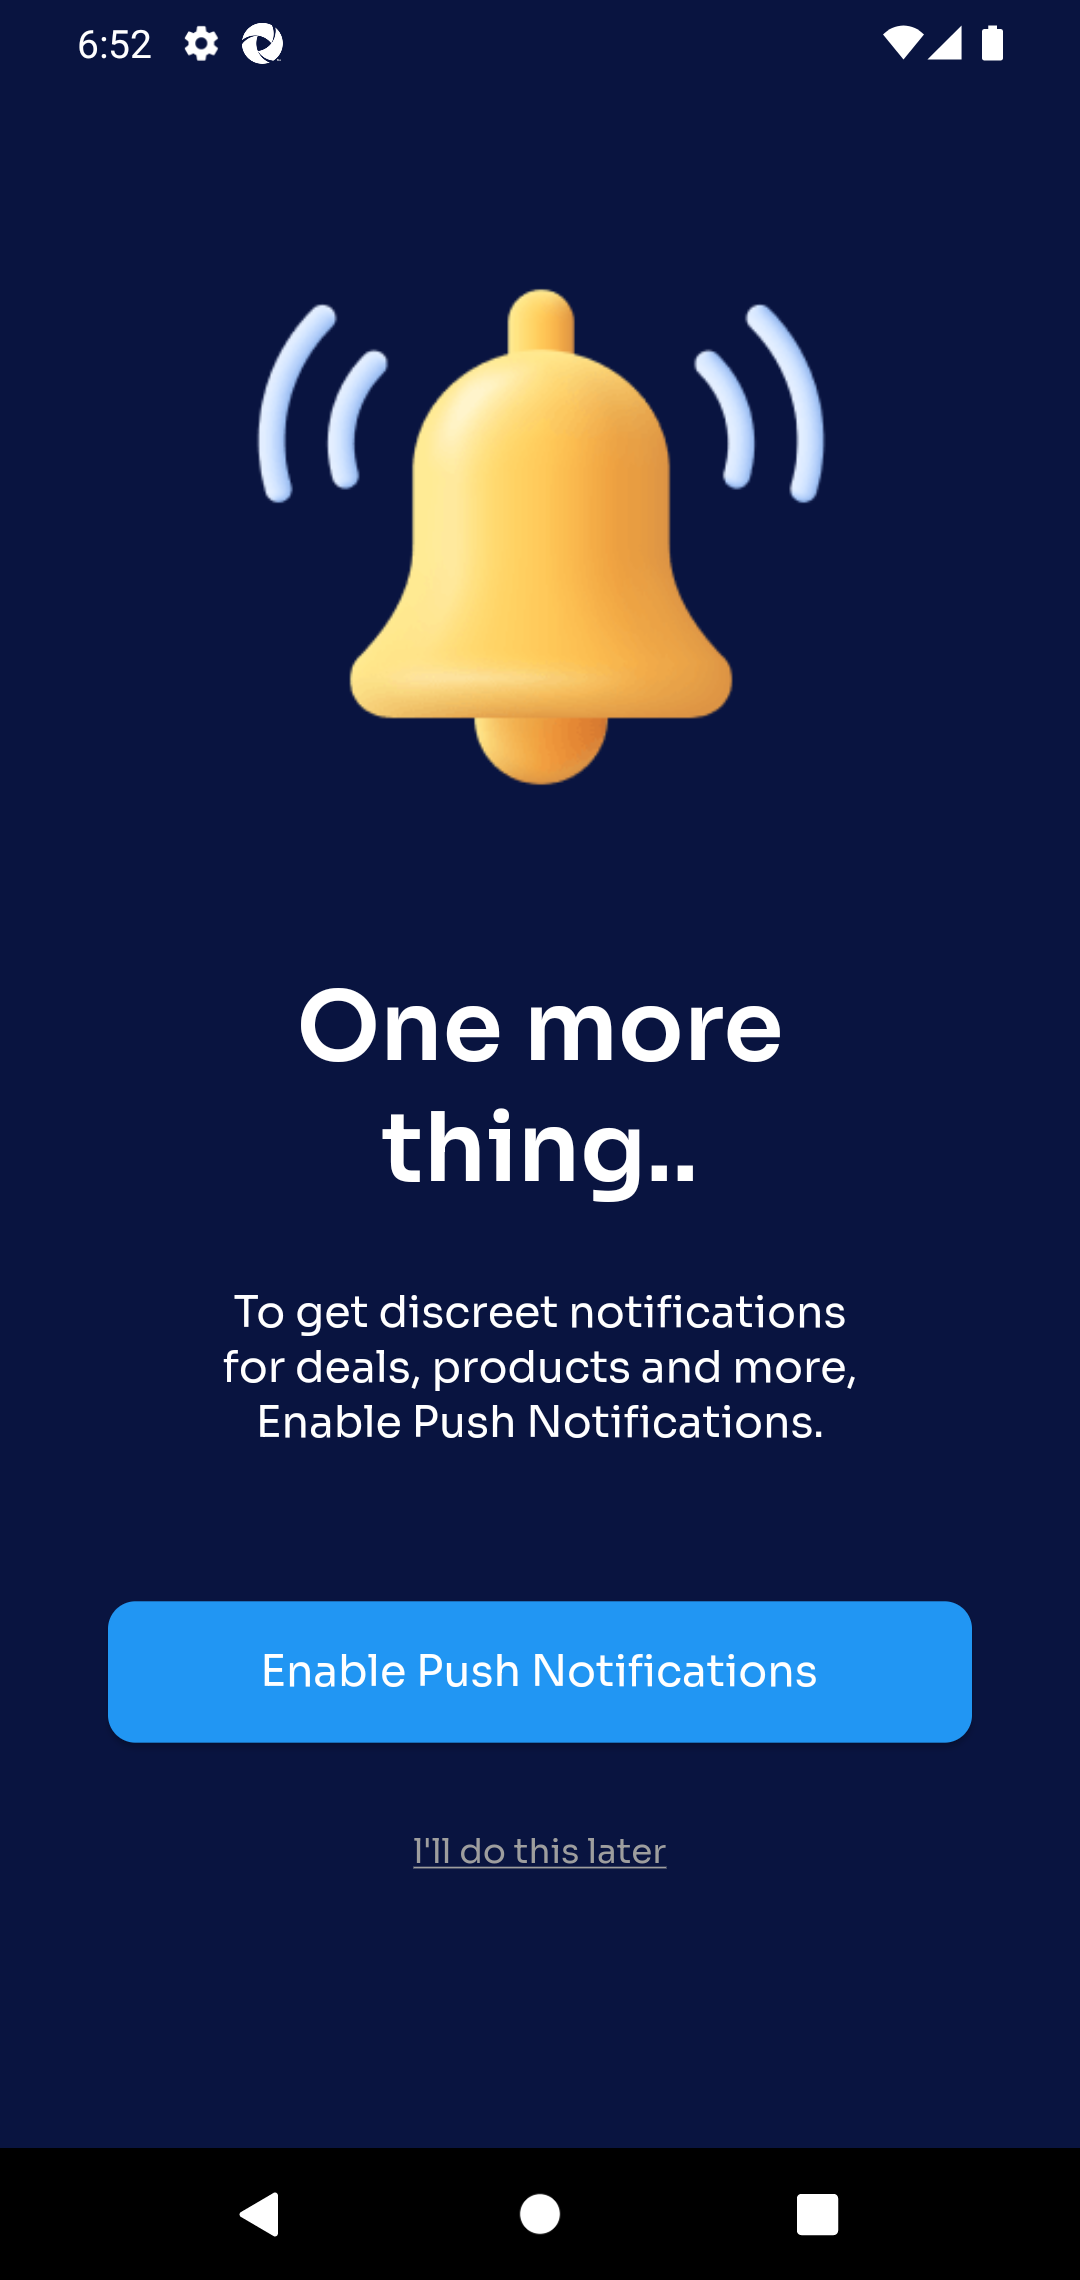 6:52
One more
thing..
To get discreet notifications
for deals, products and more,
Enable Push Notifications.
Enable Push Notifications
I'll do this later